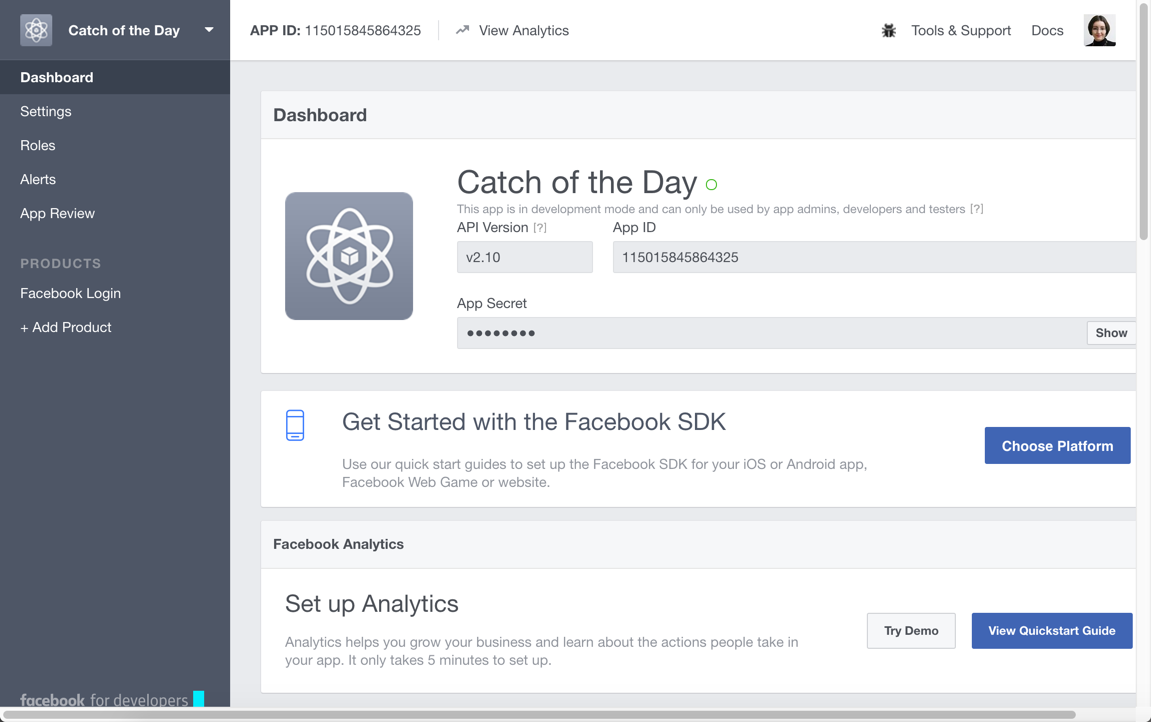 Catch of the Day
APP ID: 115015845864325
View Analytics
Tools & Support
Docs
Dashboard
Settings
Roles
Alerts
App Review
PRODUCTS
Facebook Login
+ Add Product
facebook for developers
Dashboard
Catch of the Day
This app is in development mode and can only be used by app admins, developers and testers [?]
API Version [?]
App ID
v2.10
115015845864325
App Secret
●●●●●●●●
Show
Get Started with the Facebook SDK
Use our quick start guides to set up the Facebook SDK for your iOS or Android app,
Facebook Web Game or website.
Choose Platform
Facebook Analytics
Set up Analytics
Analytics helps you grow your business and learn about the actions people take in
your app. It only takes 5 minutes to set up.
Try Demo
View Quickstart Guide